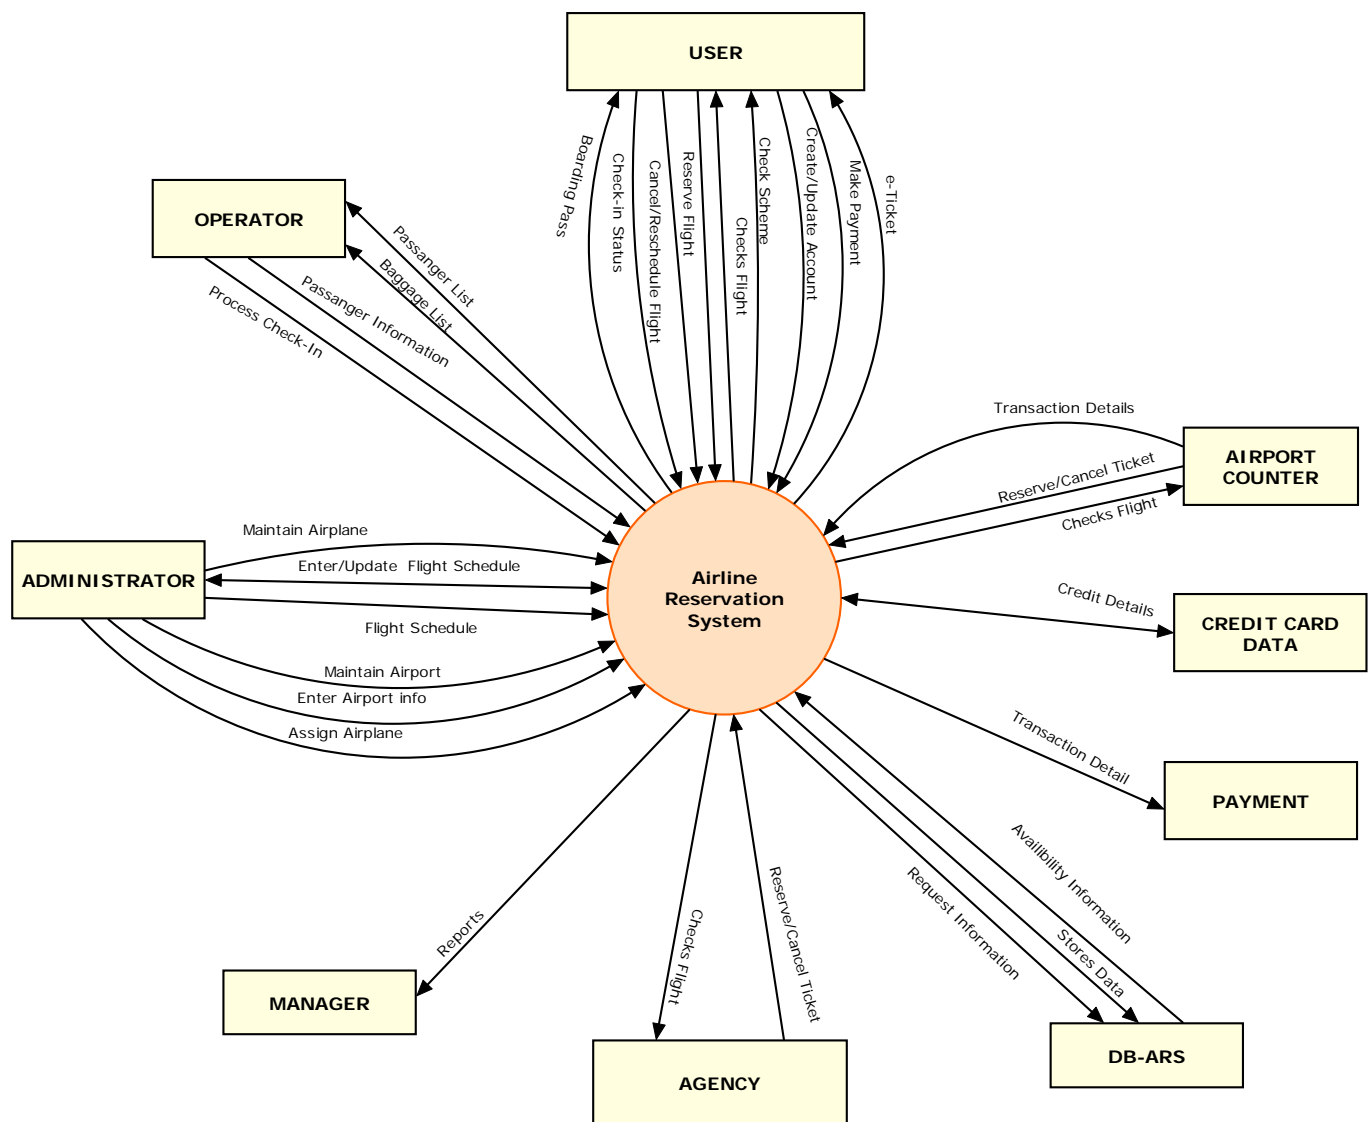 USER
Boarding Pass
Check-in Status
Cancel/Reschedule Flight
Reserve Flight
Checks Flight
Check Scheme
Create/Update Account
Make Payment
e-Ticket
OPERATOR
Passanger List
Baggage List
Passanger Information
Process Check-In
Transaction Details
AIRPORT
COUNTER
Reserve/Cancel Ticket
Checks Flight
Maintain Airplane
Enter/Update Flight Schedule
ADMINISTRATOR
Flight Schedule
Maintain Airport
Enter Airport info
Assign Airplane
Airline
Reservation
System
Credit Details
CREDIT CARD
DATA
Transaction Detail
PAYMENT
Availibility Information
Stores Data
Request Information
Reports
MANAGER
Checks Flight
Reserve/Cancel Ticket
AGENCY
DB-ARS